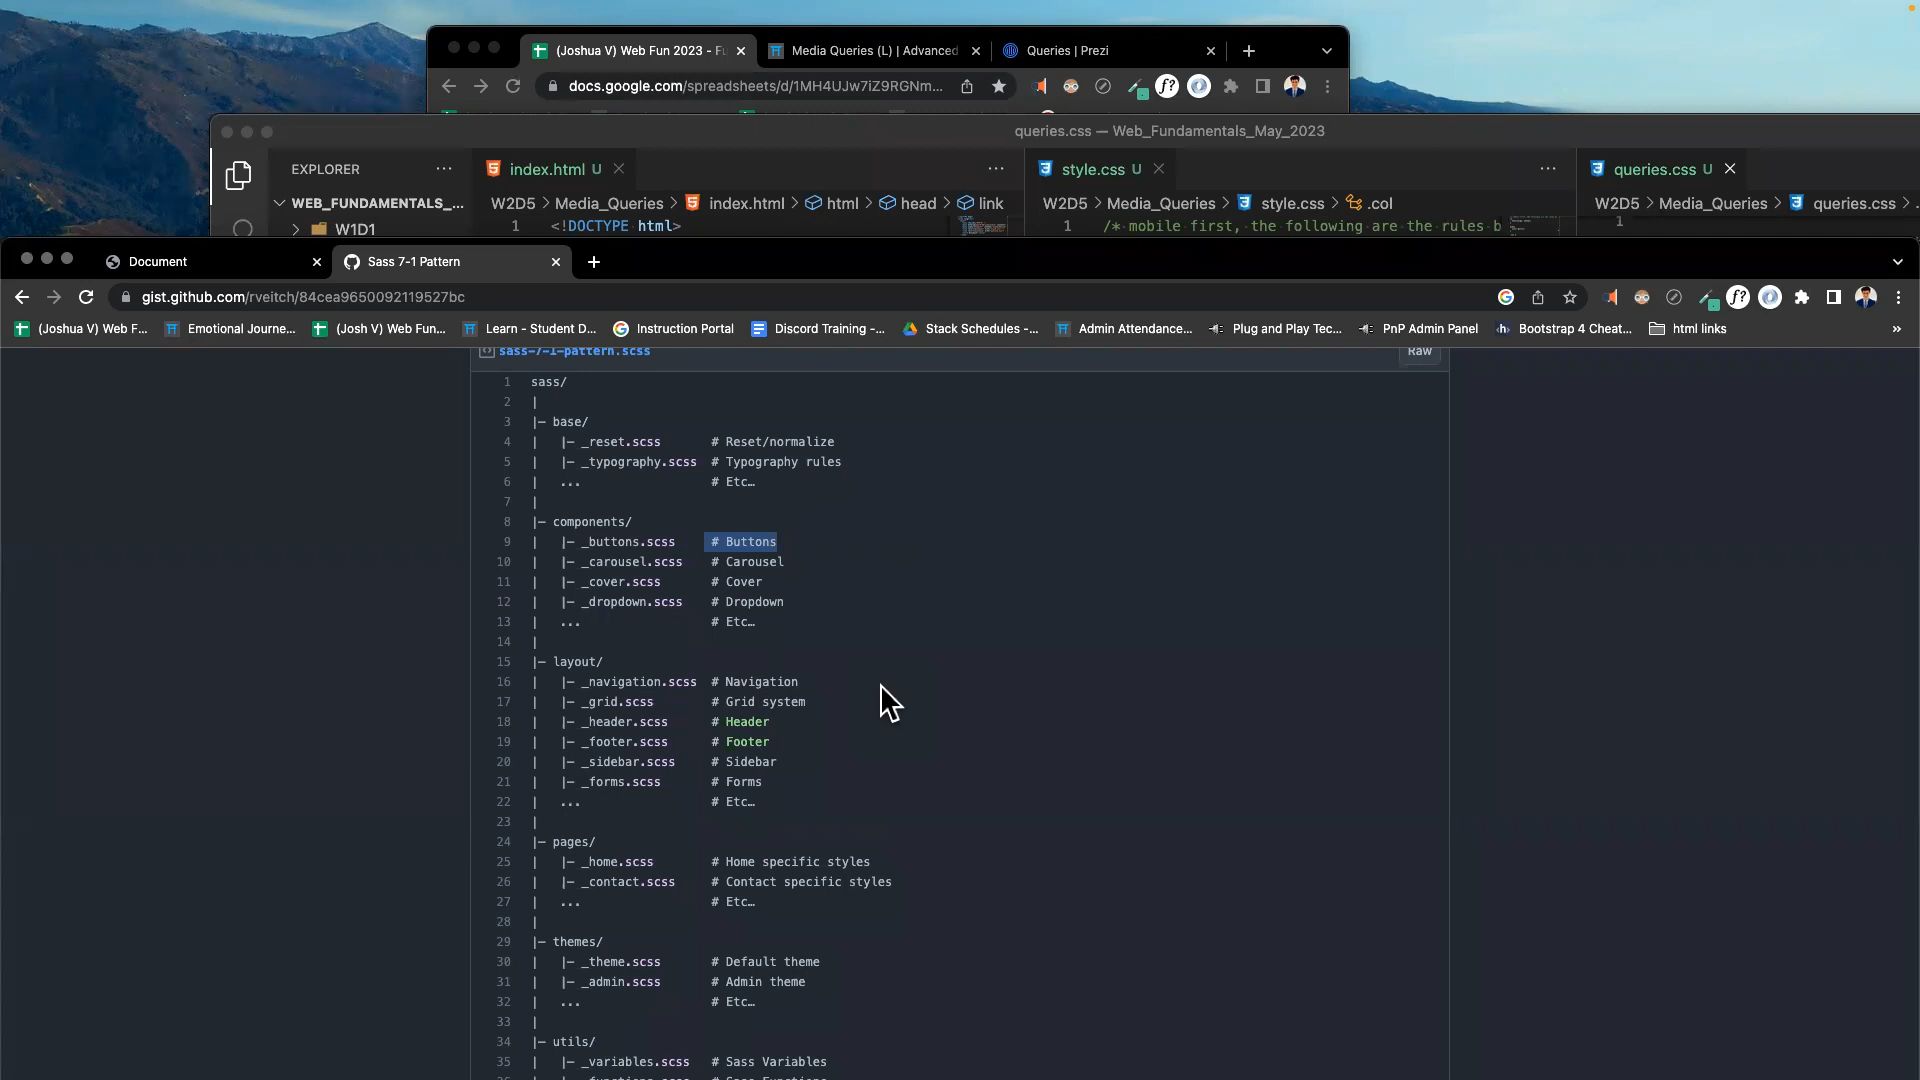 (Joshua V) Web Fun 2023 - Fu
Media Queries (L) | Advanced
Queries | Prezi
docs.google.com/spreadsheets/d/1MH4UJw7iZ9RGNm...
f?
queries.css — Web_Fundamentals_May_2023
EXPLORER
index.html U
style.css U
queries.css U
WEB_FUNDAMENTALS_...
W2D5 > Media_Queries > index.html > html > head > link
W2D5 > Media_Queries > style.css > .col
W2D5 > Media_Queries > queries.css > .
W1D1
1 <!DOCTYPE html>
1 /* mobile first, the following are the rules b
1
Document
Sass 7-1 Pattern
gist.github.com/rveitch/84cea9650092119527bc
f?
(Joshua V) Web F...
Emotional Journe...
(Josh V) Web Fun...
Learn - Student D...
Instruction Portal
Discord Training -...
Stack Schedules -...
Admin Attendance...
Plug and Play Tec...
PnP Admin Panel
Bootstrap 4 Cheat...
html links
»
sass-7-1-pattern.scss
Raw
1 sass/
2 |
3 |– base/
4 | |– _reset.scss # Reset/normalize
5 | |– _typography.scss # Typography rules
6 | ... # Etc…
7 |
8 |– components/
9 | |– _buttons.scss # Buttons
10 | |– _carousel.scss # Carousel
11 | |– _cover.scss # Cover
12 | |– _dropdown.scss # Dropdown
13 | ... # Etc…
14 |
15 |– layout/
16 | |– _navigation.scss # Navigation
17 | |– _grid.scss # Grid system
18 | |– _header.scss # Header
19 | |– _footer.scss # Footer
20 | |– _sidebar.scss # Sidebar
21 | |– _forms.scss # Forms
22 | ... # Etc…
23 |
24 |– pages/
25 | |– _home.scss # Home specific styles
26 | |– _contact.scss # Contact specific styles
27 | ... # Etc…
28 |
29 |– themes/
30 | |– _theme.scss # Default theme
31 | |– _admin.scss # Admin theme
32 | ... # Etc…
33 |
34 |– utils/
35 | |– _variables.scss # Sass Variables